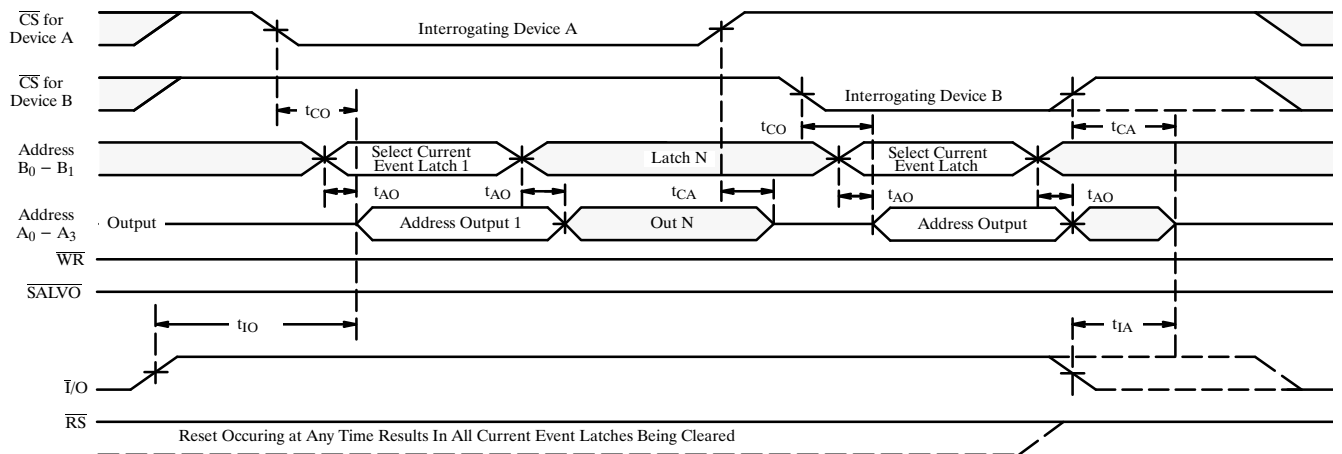 CS for
Device A
Interrogating Device A
CS for
Device B
Interrogating Device B
tCO
tCO
tCA
Address
B0 – B1
Select Current
Event Latch 1
Latch N
Select Current
Event Latch
tAO
tAO
tCA
tAO
tAO
Address
A0 – A3
Output
Address Output 1
Out N
Address Output
WR
SALVO
tIO
tIA
I/O
RS
Reset Occuring at Any Time Results In All Current Event Latches Being Cleared